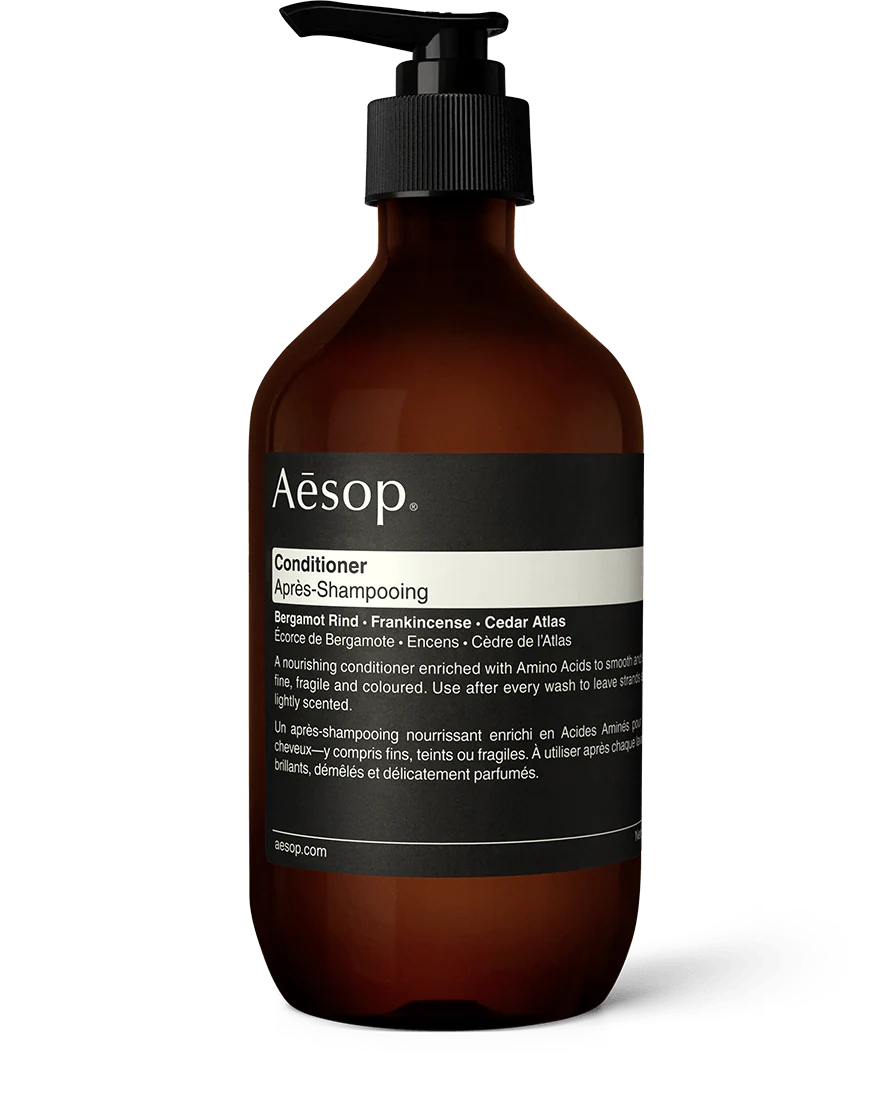 Aēsop®
Conditioner
Après-Shampooing
Bergamot Rind • Frankincense • Cedar Atlas
Écorce de Bergamote • Encens • Cèdre de l'Atlas
A nourishing conditioner enriched with Amino Acids to smooth and
fine, fragile and coloured. Use after every wash to leave strands
lightly scented.
Un après-shampooing nourrissant enrichi en Acides Aminés pour
cheveux—y compris fins, teints ou fragiles. À utiliser après chaque
brillants, démêlés et délicatement parfumés.
aesop.com